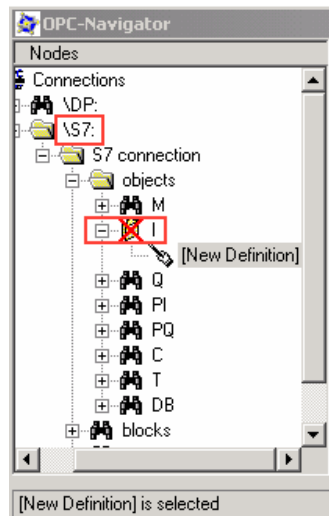 OPC-Navigator
Nodes
Connections
\DP:
\S7:
S7 connection
objects
M
I
[New Definition]
Q
PI
PQ
C
T
DB
blocks
[New Definition] is selected